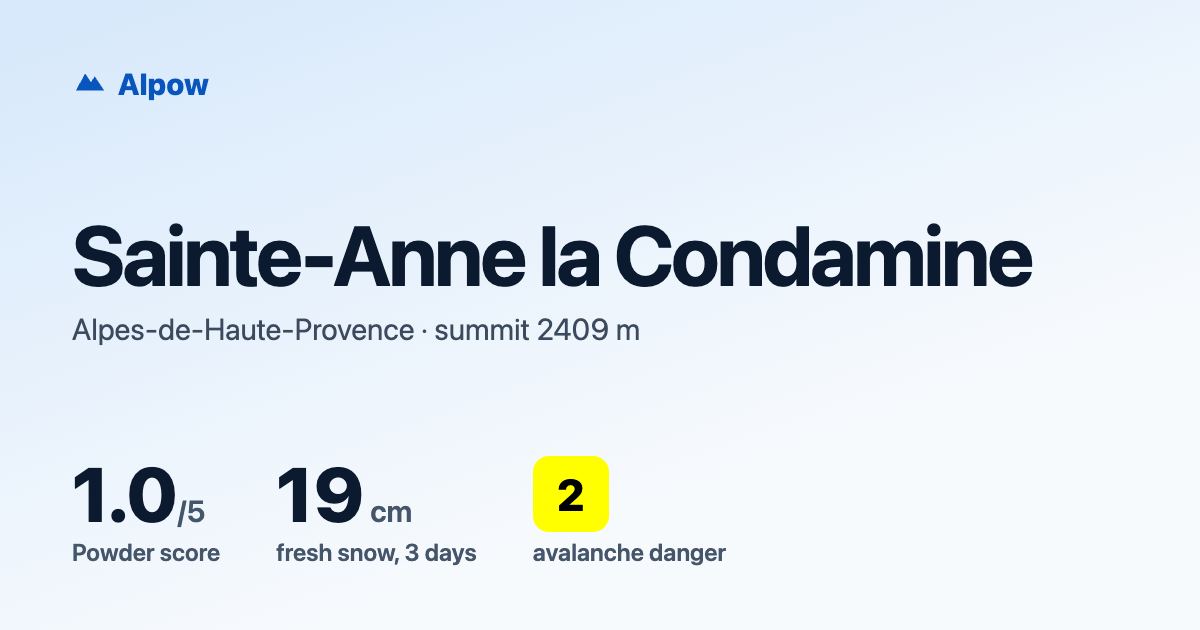 Alpow
Sainte-Anne la Condamine
Alpes-de-Haute-Provence · summit 2409 m
1.0/5 19 cm 2
Powder score fresh snow, 3 days avalanche danger